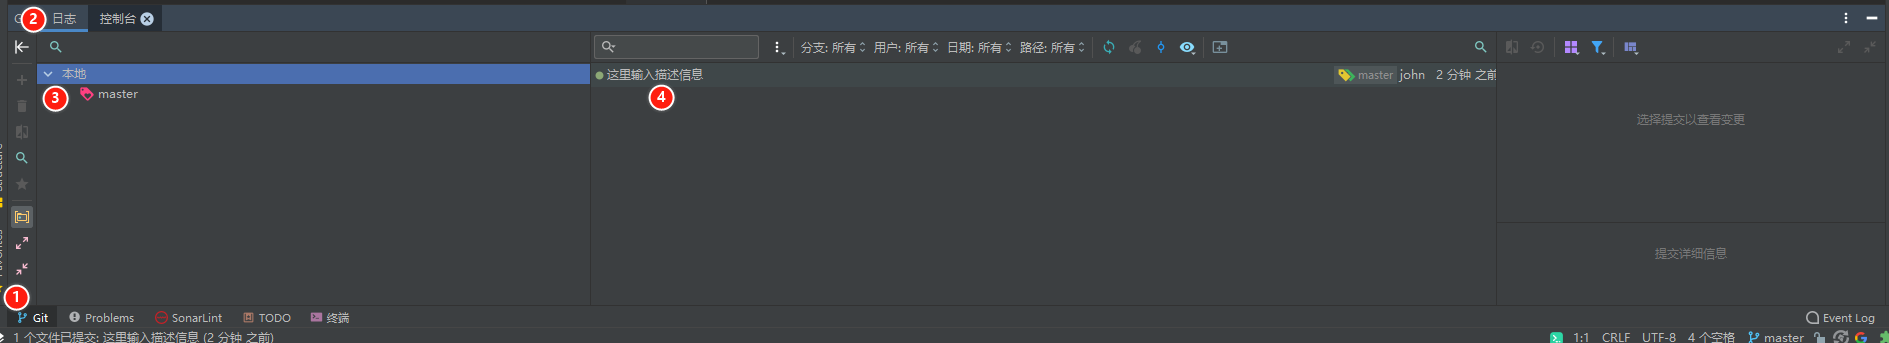 2 日志 控制台
分支: 所有 用户: 所有 日期: 所有 路径: 所有
本地
这里输入描述信息 master john 2 分钟 之前
3 master
4
选择提交以查看变更
提交详细信息
1
Git Problems SonarLint TODO 终端 Event Log
1 个文件已提交: 这里输入描述信息 (2 分钟 之前) 1:1 CRLF UTF-8 4 个空格 master